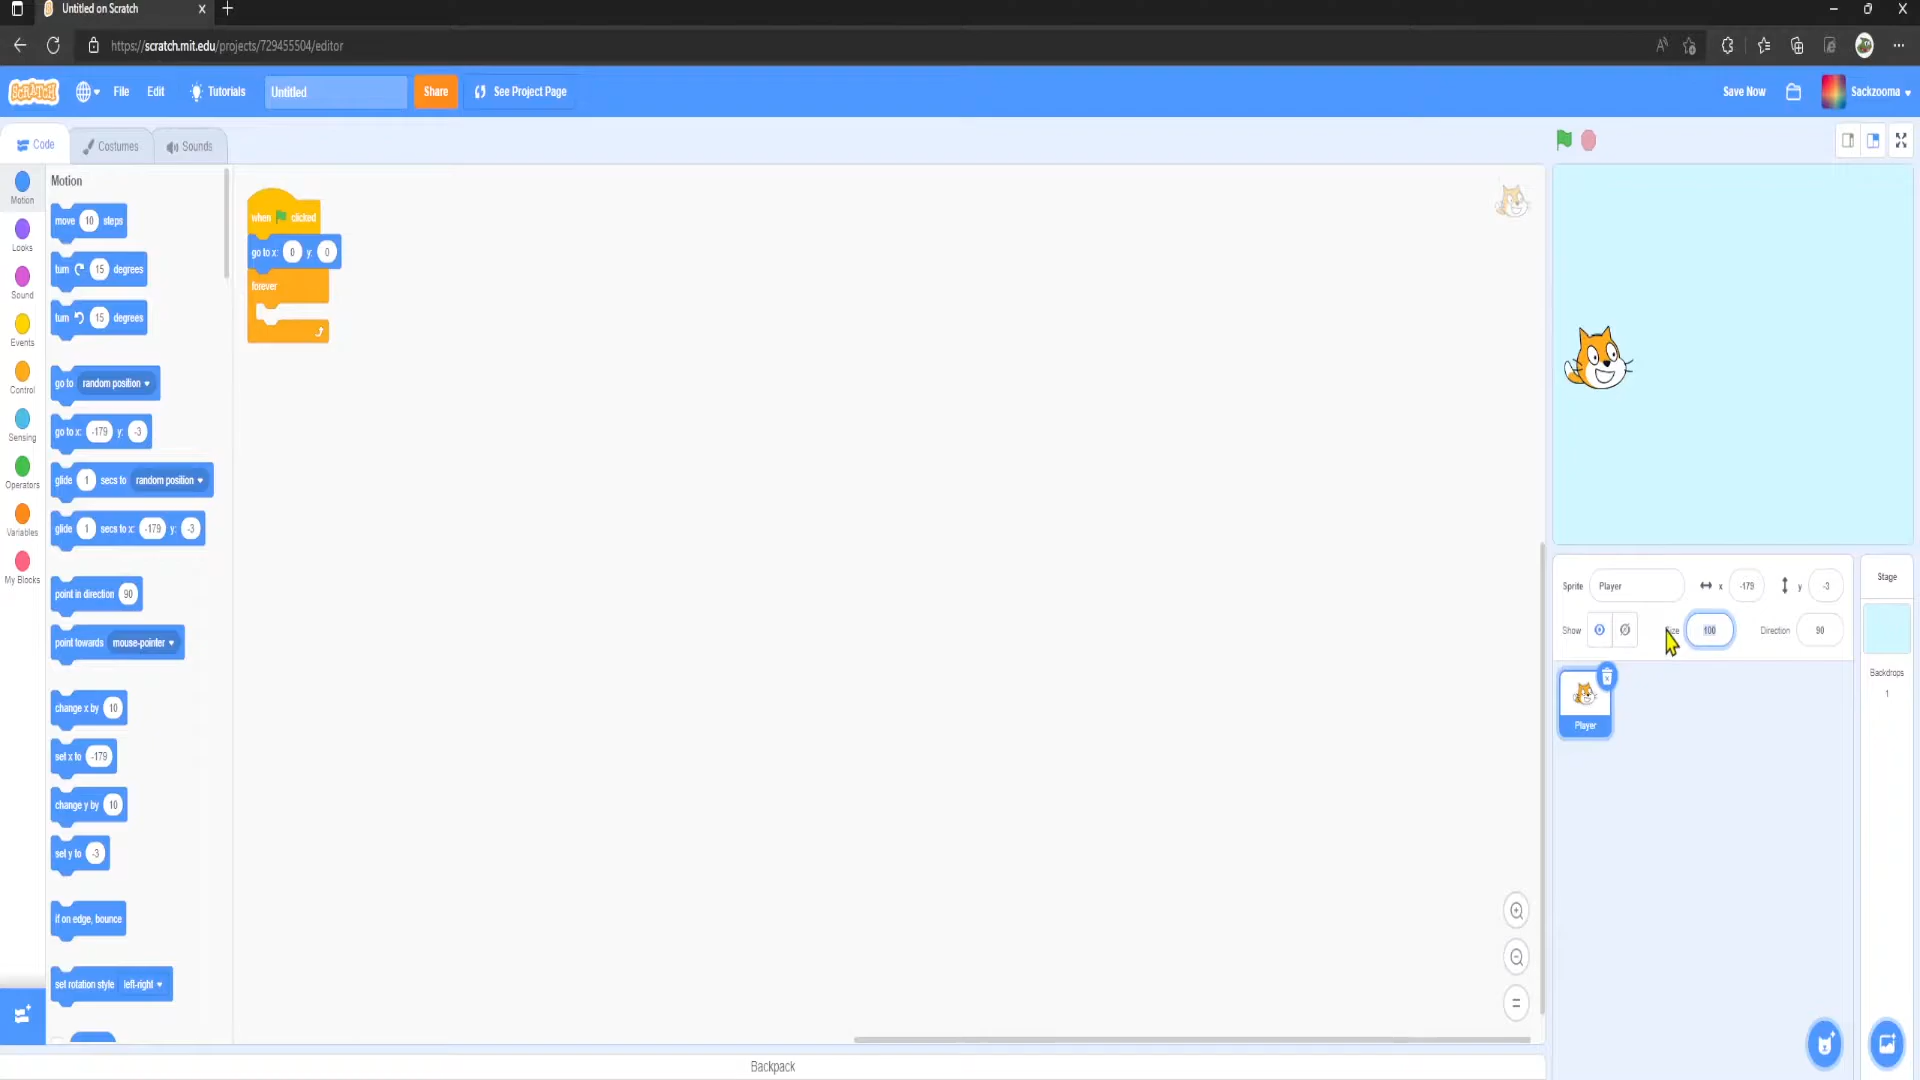 Untitled on Scratch
https://scratch.mit.edu/projects/729455504/editor
SCRATCH
File
Edit
Tutorials
Untitled
Share
See Project Page
Save Now
Sackzooma
Code
Costumes
Sounds
Motion
Looks
Sound
Events
Control
Sensing
Operators
Variables
My Blocks
Motion
move 10 steps
turn 15 degrees
turn 15 degrees
go to random position
go to x: -179 y: -3
glide 1 secs to random position
glide 1 secs to x: -179 y: -3
point in direction 90
point towards mouse-pointer
change x by 10
set x to -179
change y by 10
set y to -3
if on edge, bounce
set rotation style left-right
when clicked
go to x: 0 y: 0
forever
Sprite Player x -179 y -3
Show Size 100 Direction 90
Player
Stage
Backdrops
1
Backpack